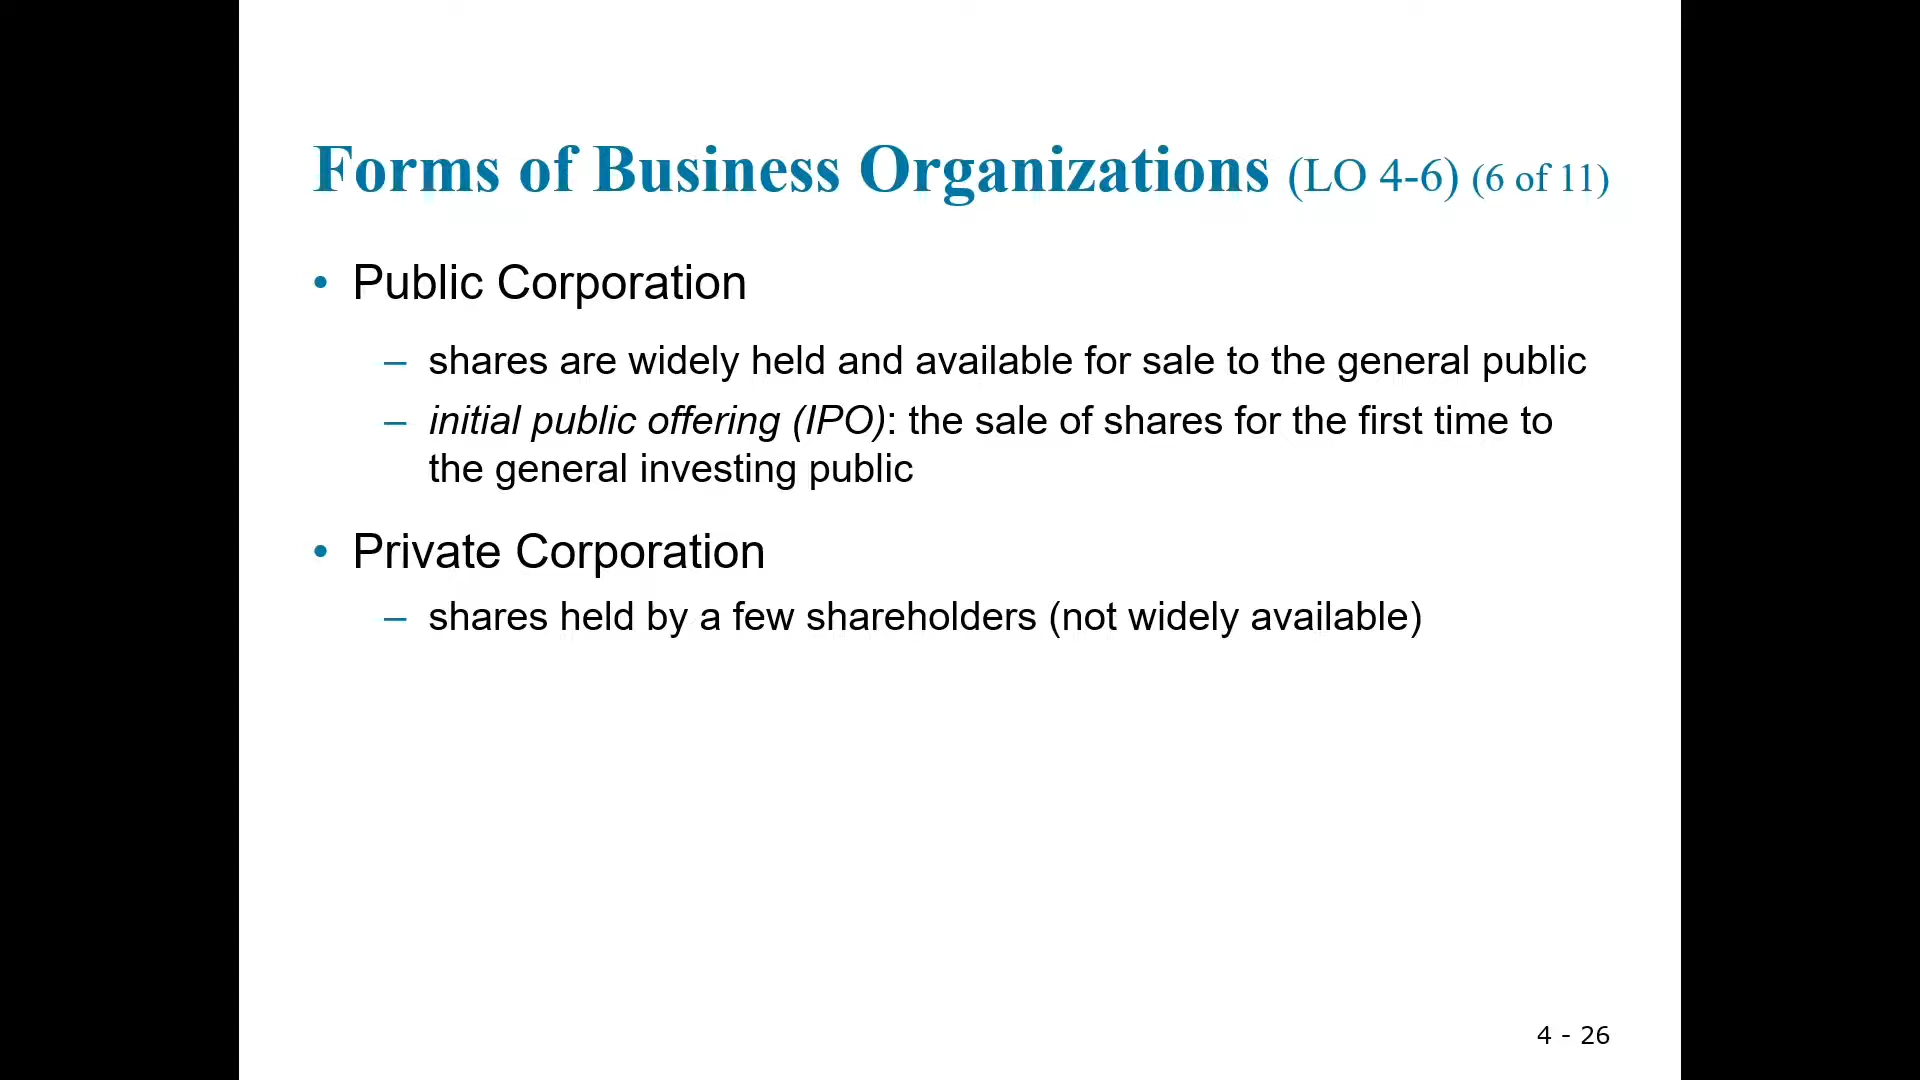 Forms of Business Organizations (LO 4-6) (6 of 11)
• Public Corporation
– shares are widely held and available for sale to the general public
– initial public offering (IPO): the sale of shares for the first time to
the general investing public
• Private Corporation
– shares held by a few shareholders (not widely available)
4 - 26